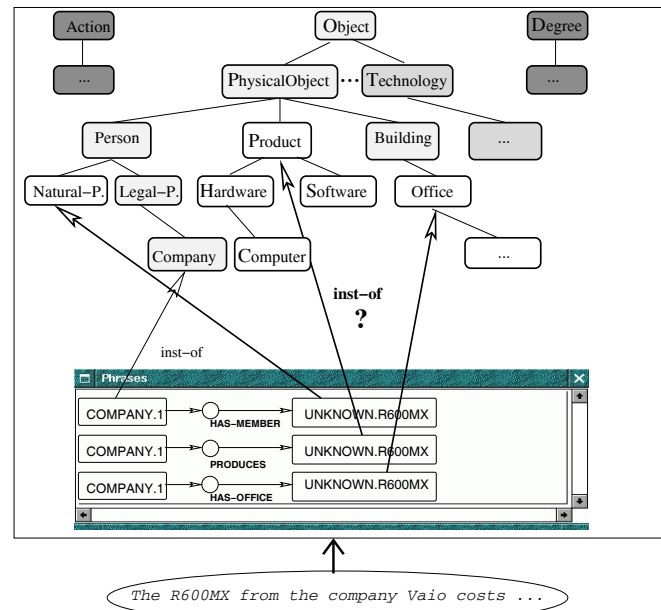 Action Object Degree
... PhysicalObject ... Technology ...
Person Product Building ...
Natural-P. Legal-P. Hardware Software Office
Company Computer ...
inst-of
?
inst-of
Phrases
COMPANY.1 HAS-MEMBER UNKNOWN.R600MX
COMPANY.1 PRODUCES UNKNOWN.R600MX
COMPANY.1 HAS-OFFICE UNKNOWN.R600MX
The R600MX from the company Vaio costs ...